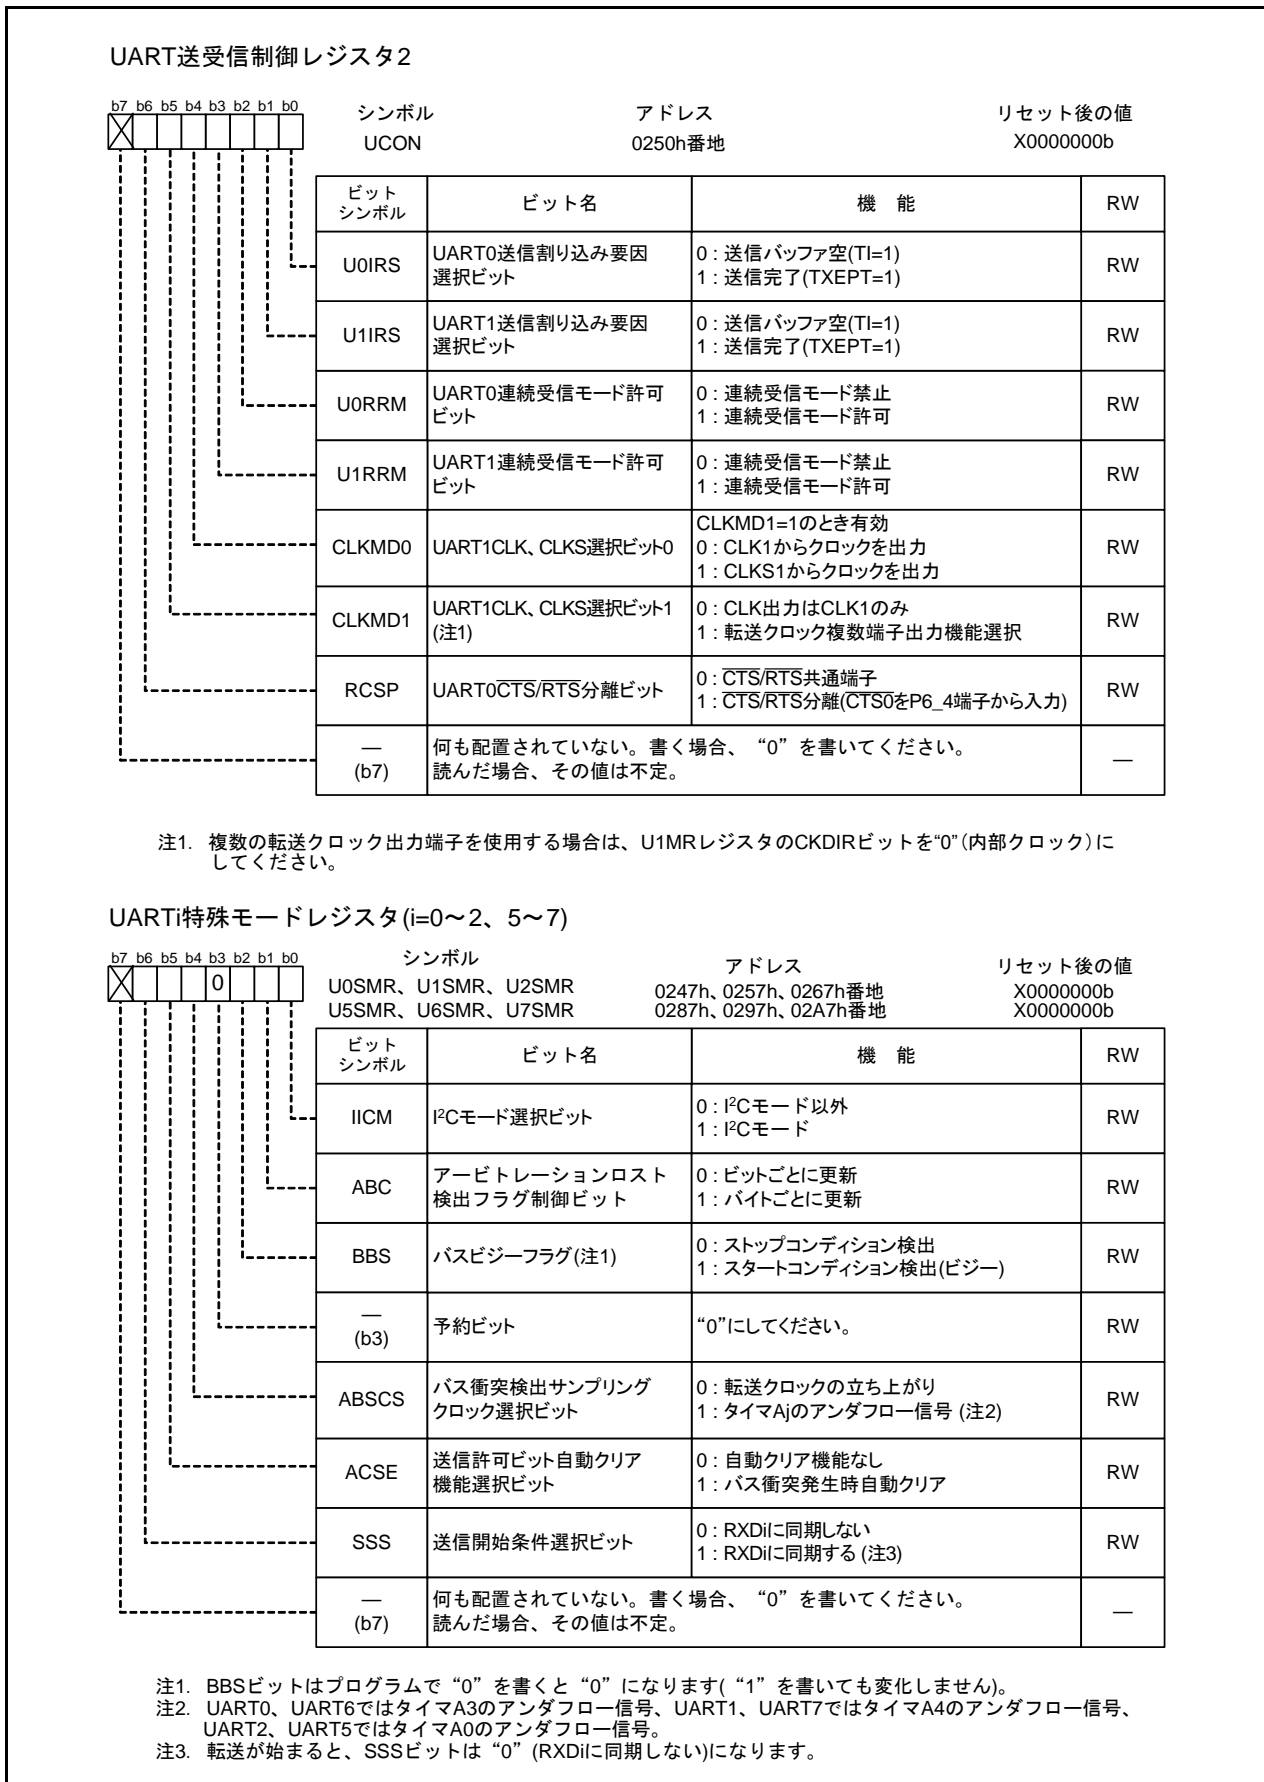 UART送受信制御レジスタ2
b7 b6 b5 b4 b3 b2 b1 b0
シンボル アドレス リセット後の値
UCON 0250h番地 X0000000b
ビット シンボル ビット名 機 能 RW
U0IRS UART0送信割り込み要因 選択ビット 0 : 送信バッファ空(TI=1) RW
1 : 送信完了(TXEPT=1)
U1IRS UART1送信割り込み要因 選択ビット 0 : 送信バッファ空(TI=1) RW
1 : 送信完了(TXEPT=1)
U0RRM UART0連続受信モード許可 ビット 0 : 連続受信モード禁止 RW
1 : 連続受信モード許可
U1RRM UART1連続受信モード許可 ビット 0 : 連続受信モード禁止 RW
1 : 連続受信モード許可
CLKMD0 UART1CLK、CLKS選択ビット0 CLKMD1=1のとき有効 RW
0 : CLK1からクロックを出力
1 : CLKS1からクロックを出力
CLKMD1 UART1CLK、CLKS選択ビット1 (注1) 0 : CLK出力はCLK1のみ RW
1 : 転送クロック複数端子出力機能選択
RCSP UART0CTS/RTS分離ビット 0 : CTS/RTS共通端子 RW
1 : CTS/RTS分離(CTS0をP6_4端子から入力)
— (b7) 何も配置されていない。書く場合、“0”を書いてください。 —
読んだ場合、その値は不定。
注1. 複数の転送クロック出力端子を使用する場合は、U1MRレジスタのCKDIRビットを“0”(内部クロック)に
してください。
UARTi特殊モードレジスタ(i=0～2、5～7)
b7 b6 b5 b4 b3 b2 b1 b0
0
シンボル アドレス リセット後の値
U0SMR、U1SMR、U2SMR 0247h、0257h、0267h番地 X0000000b
U5SMR、U6SMR、U7SMR 0287h、0297h、02A7h番地 X0000000b
ビット シンボル ビット名 機 能 RW
IICM I²Cモード選択ビット 0 : I²Cモード以外 RW
1 : I²Cモード
ABC アービトレーションロスト 検出フラグ制御ビット 0 : ビットごとに更新 RW
1 : バイトごとに更新
BBS バスビジーフラグ(注1) 0 : ストップコンディション検出 RW
1 : スタートコンディション検出(ビジー)
— (b3) 予約ビット “0”にしてください。 RW
ABSCS バス衝突検出サンプリング クロック選択ビット 0 : 転送クロックの立ち上がり RW
1 : タイマAjのアンダフロー信号 (注2)
ACSE 送信許可ビット自動クリア 機能選択ビット 0 : 自動クリア機能なし RW
1 : バス衝突発生時自動クリア
SSS 送信開始条件選択ビット 0 : RXDiに同期しない RW
1 : RXDiに同期する (注3)
— (b7) 何も配置されていない。書く場合、“0”を書いてください。 —
読んだ場合、その値は不定。
注1. BBSビットはプログラムで“0”を書くと“0”になります(“1”を書いても変化しません)。
注2. UART0、UART6ではタイマA3のアンダフロー信号、UART1、UART7ではタイマA4のアンダフロー信号、
UART2、UART5ではタイマA0のアンダフロー信号。
注3. 転送が始まると、SSSビットは“0”(RXDiに同期しない)になります。